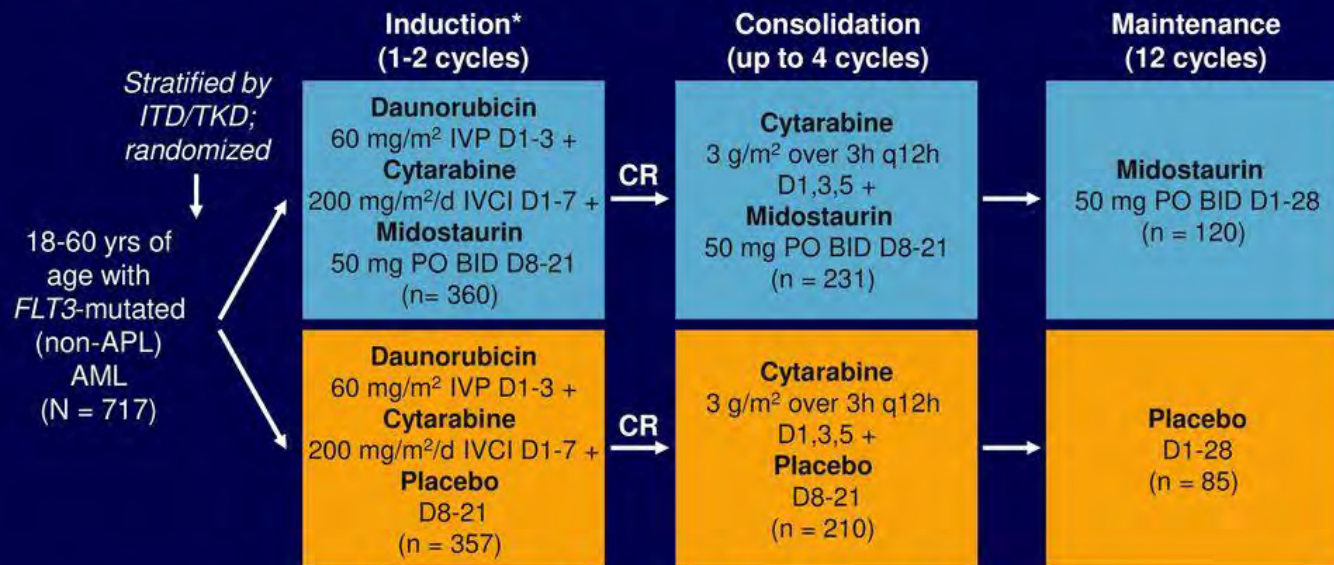 Induction*
(1-2 cycles)
Consolidation
(up to 4 cycles)
Maintenance
(12 cycles)
Stratified by
ITD/TKD;
randomized
18-60 yrs of
age with
FLT3-mutated
(non-APL)
AML
(N = 717)
Daunorubicin
60 mg/m² IVP D1-3 +
Cytarabine
200 mg/m²/d IVCI D1-7 +
Midostaurin
50 mg PO BID D8-21
(n= 360)
CR
Cytarabine
3 g/m² over 3h q12h
D1,3,5 +
Midostaurin
50 mg PO BID D8-21
(n = 231)
Midostaurin
50 mg PO BID D1-28
(n = 120)
Daunorubicin
60 mg/m² IVP D1-3 +
Cytarabine
200 mg/m²/d IVCI D1-7 +
Placebo
D8-21
(n = 357)
CR
Cytarabine
3 g/m² over 3h q12h
D1,3,5 +
Placebo
D8-21
(n = 210)
Placebo
D1-28
(n = 85)